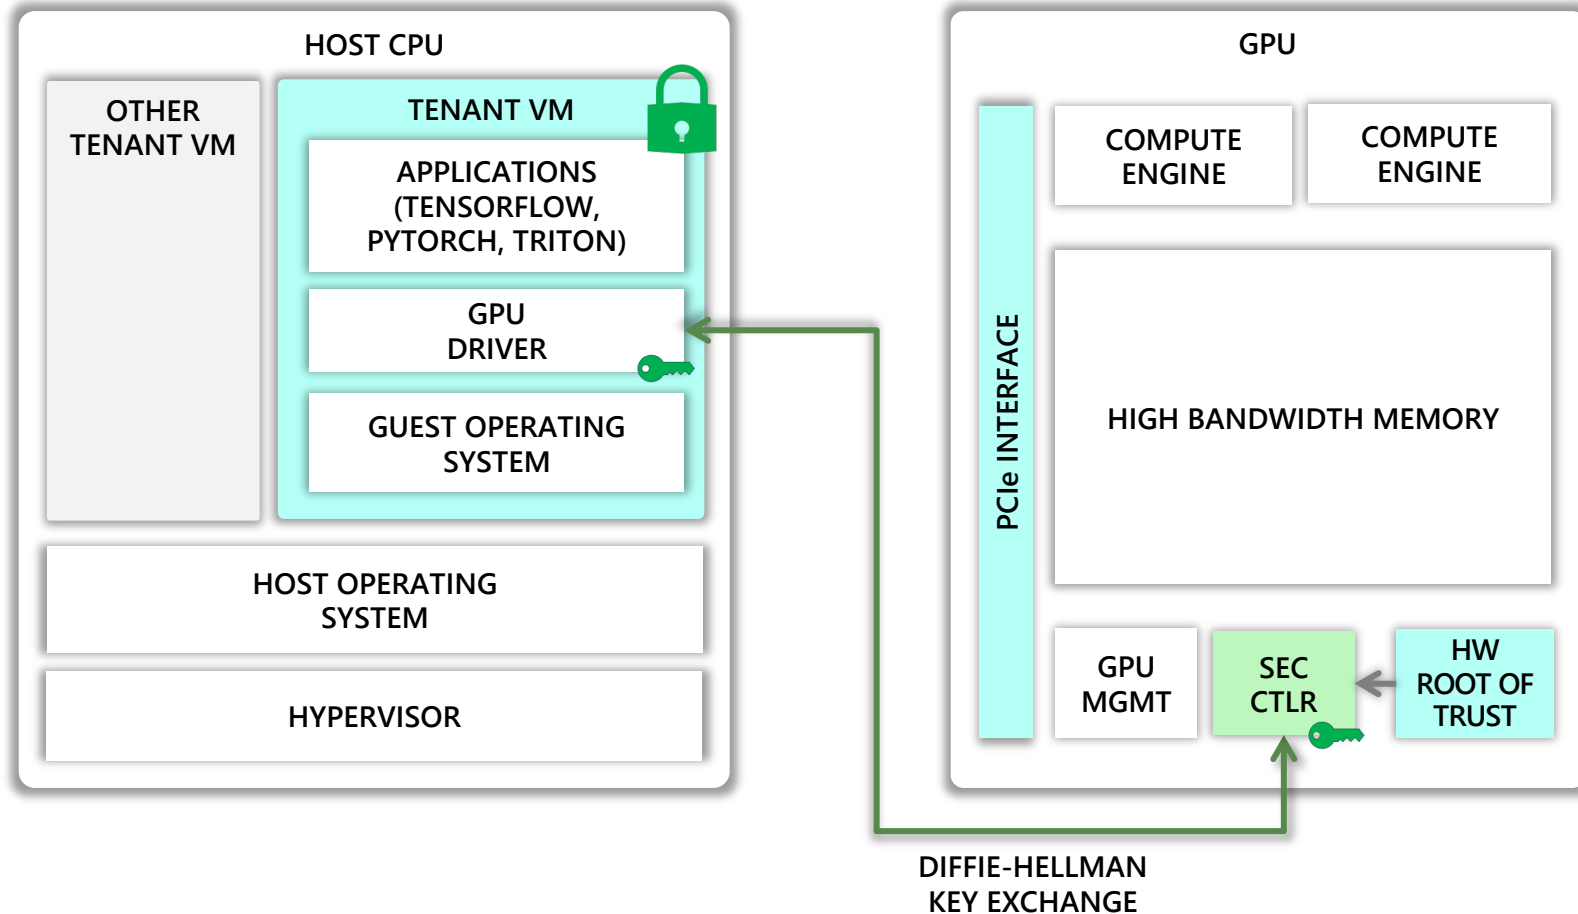 HOST CPU
OTHER
TENANT VM
TENANT VM
APPLICATIONS
(TENSORFLOW,
PYTORCH, TRITON)
GPU
DRIVER
GUEST OPERATING
SYSTEM
HOST OPERATING
SYSTEM
HYPERVISOR
GPU
PCIe INTERFACE
COMPUTE
ENGINE
COMPUTE
ENGINE
HIGH BANDWIDTH MEMORY
GPU
MGMT
SEC
CTLR
HW
ROOT OF
TRUST
DIFFIE-HELLMAN
KEY EXCHANGE